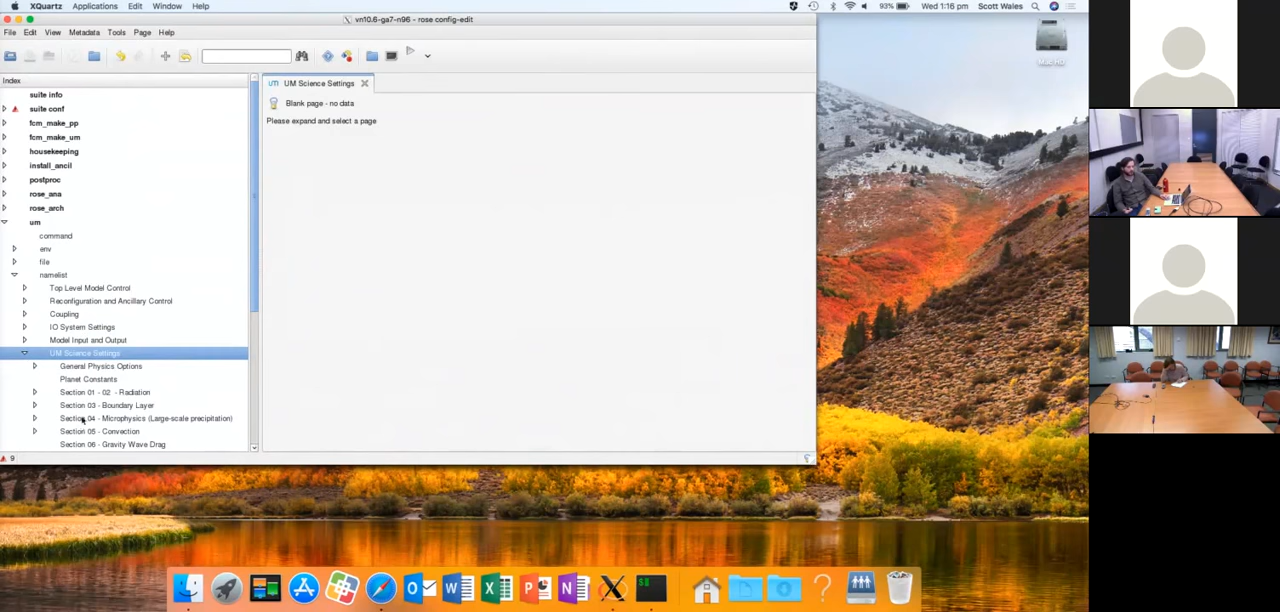 XQuartz Applications Edit Window Help 93% Wed 1:16 pm Scott Wales
vn10.6-ga7-n96 - rose config-edit
File Edit View Metadata Tools Page Help
Index
UM Science Settings
suite info
Blank page - no data
suite conf
Please expand and select a page
fcm_make_pp
fcm_make_um
housekeeping
install_ancil
postproc
rose_ana
rose_arch
um
command
env
file
namelist
Top Level Model Control
Reconfiguration and Ancillary Control
Coupling
IO System Settings
Model Input and Output
UM Science Settings
General Physics Options
Planet Constants
Section 01 - 02 - Radiation
Section 03 - Boundary Layer
Section 04 - Microphysics (Large-scale precipitation)
Section 05 - Convection
Section 06 - Gravity Wave Drag
9